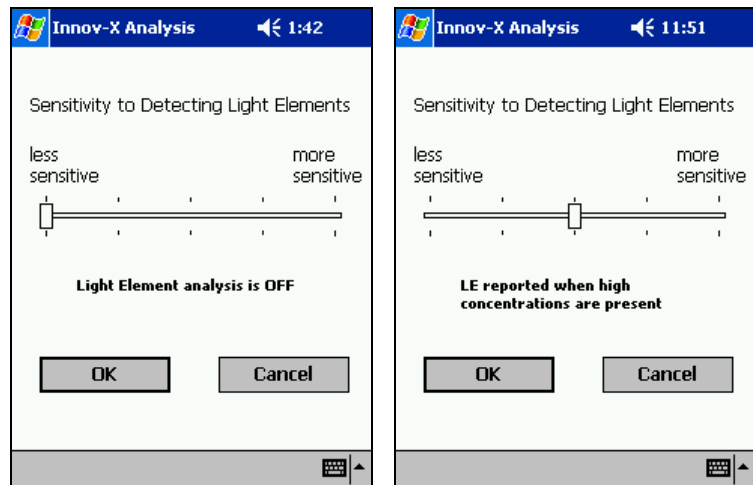 Innov-X Analysis 1:42
Sensitivity to Detecting Light Elements
less more
sensitive sensitive
Light Element analysis is OFF
OK Cancel
Innov-X Analysis 11:51
Sensitivity to Detecting Light Elements
less more
sensitive sensitive
LE reported when high
concentrations are present
OK Cancel